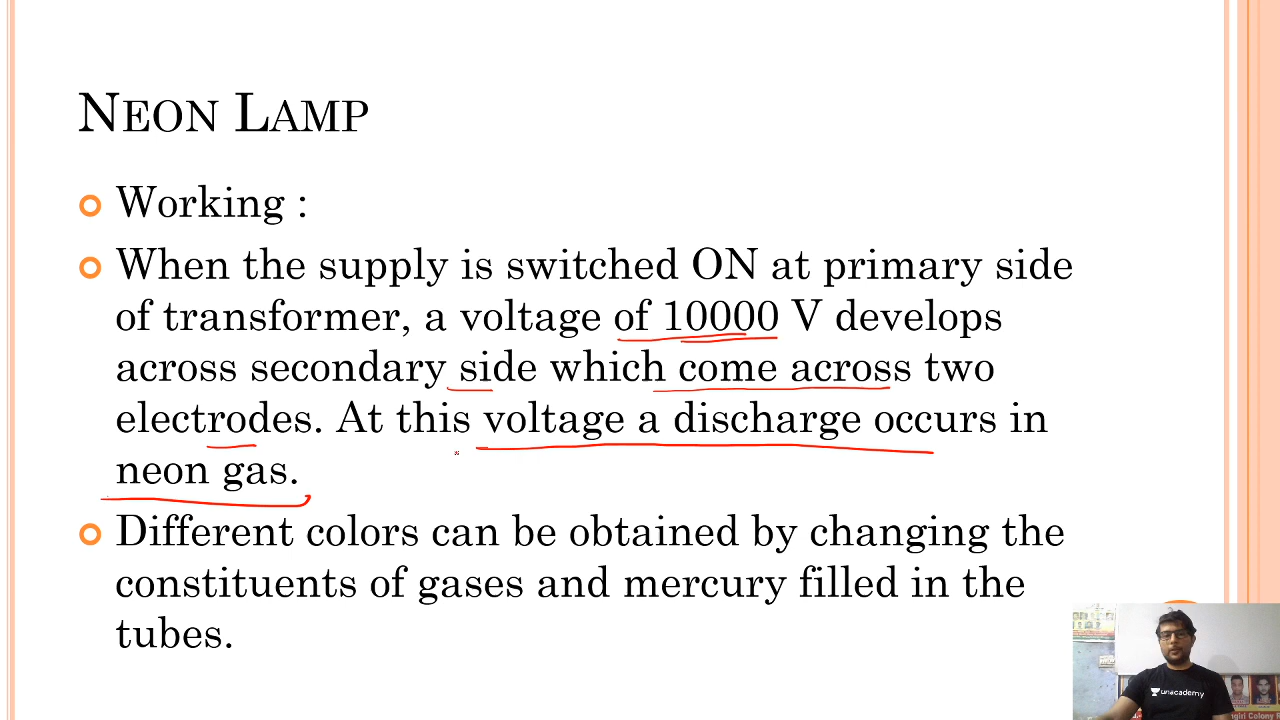 NEON LAMP
Working :
When the supply is switched ON at primary side
of transformer, a voltage of 10000 V develops
across secondary side which come across two
electrodes. At this voltage a discharge occurs in
neon gas.
Different colors can be obtained by changing the
constituents of gases and mercury filled in the
tubes.
unacademy
Colony